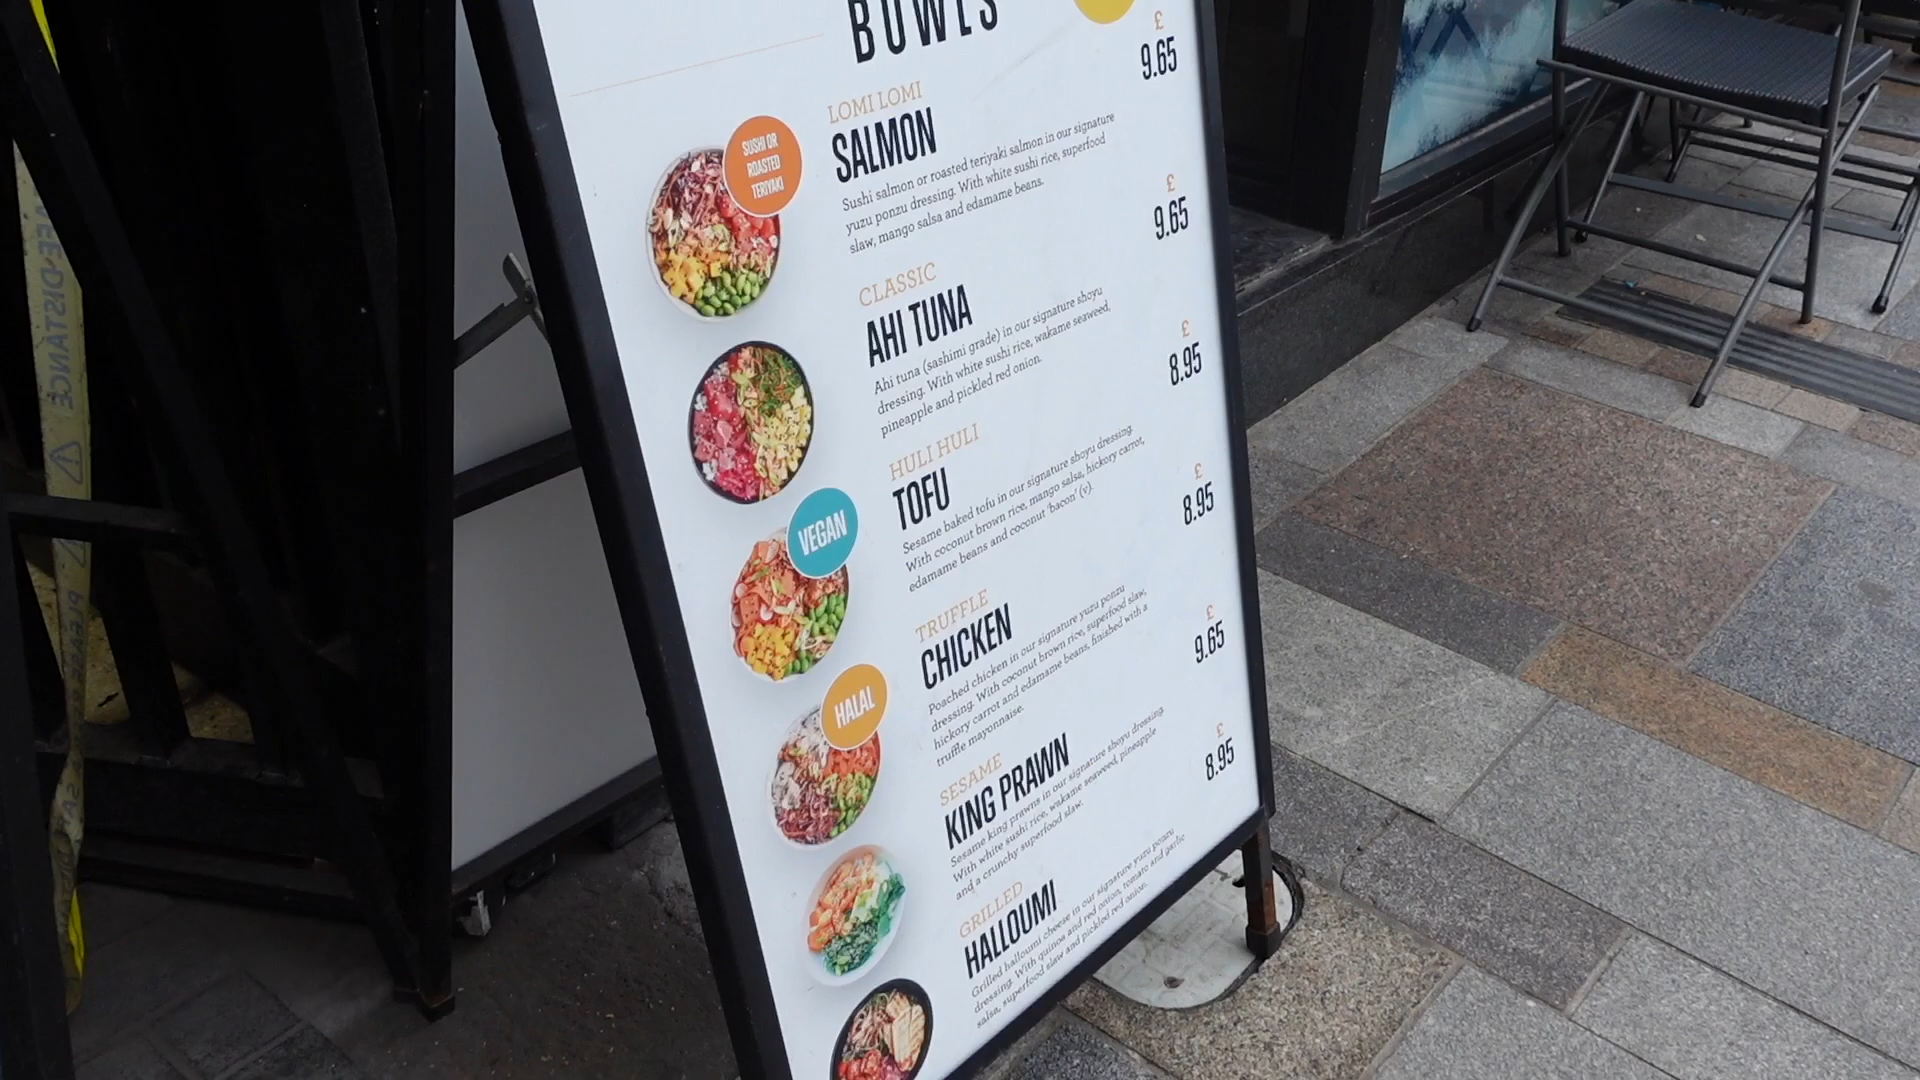 BOWLS
£
9.65
SUSHI OR
ROASTED
TERIYAKI
LOMI LOMI
SALMON
Sushi salmon or roasted teriyaki salmon in our signature
yuzu ponzu dressing. With white sushi rice, superfood
slaw, mango salsa and edamame beans.
£
9.65
CLASSIC
AHI TUNA
Ahi tuna (sashimi grade) in our signature shoyu
dressing. With white sushi rice, wakame seaweed,
pineapple and pickled red onion.
£
8.95
VEGAN
HULI HULI
TOFU
Sesame baked tofu in our signature shoyu dressing.
With coconut brown rice, mango salsa, hickory carrot,
edamame beans and coconut 'bacon' (v).
£
8.95
HALAL
TRUFFLE
CHICKEN
Poached chicken in our signature yuzu ponzu
dressing. With coconut brown rice, superfood slaw,
hickory carrot and edamame beans, finished with a
truffle mayonnaise.
£
9.65
SESAME
KING PRAWN
Sesame king prawns in our signature shoyu dressing.
With white sushi rice, wakame seaweed, pineapple
and a crunchy superfood slaw.
£
8.95
GRILLED
HALLOUMI
Grilled halloumi cheese in our signature yuzu ponzu
dressing. With quinoa and red onion, tomato and garlic
salsa, superfood slaw and pickled red onion.
DISTANCE